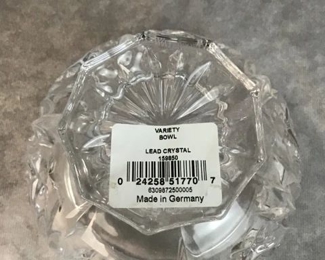 VARIETY
BOWL
LEAD CRYSTAL
159850
0 24258 51770 7
6309872500005
Made in Germany